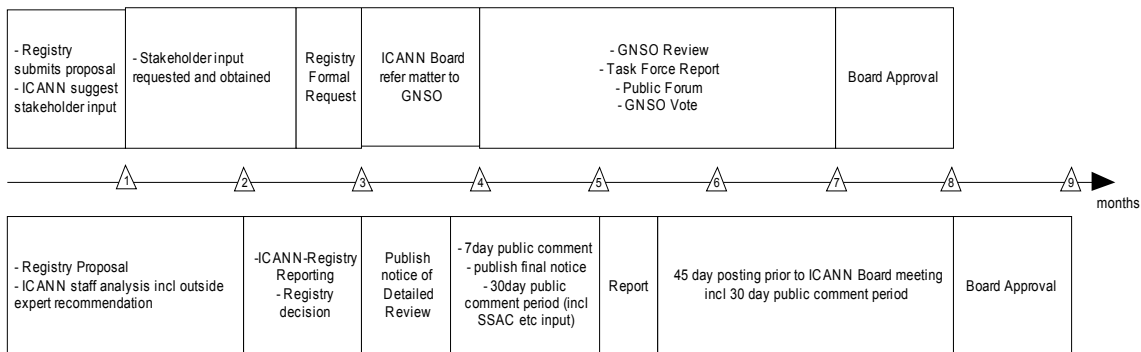 - Registry
submits proposal
- ICANN suggest
stakeholder input
- Stakeholder input
requested and obtained
Registry
Formal
Request
ICANN Board
refer matter to
GNSO
- GNSO Review
- Task Force Report
- Public Forum
- GNSO Vote
Board Approval
1
2
3
4
5
6
7
8
9
months
- Registry Proposal
- ICANN staff analysis incl outside
expert recommendation
-ICANN-Registry
Reporting
- Registry
decision
Publish
notice of
Detailed
Review
- 7day public comment
- publish final notice
- 30day public
comment period (incl
SSAC etc input)
Report
45 day posting prior to ICANN Board meeting
incl 30 day public comment period
Board Approval